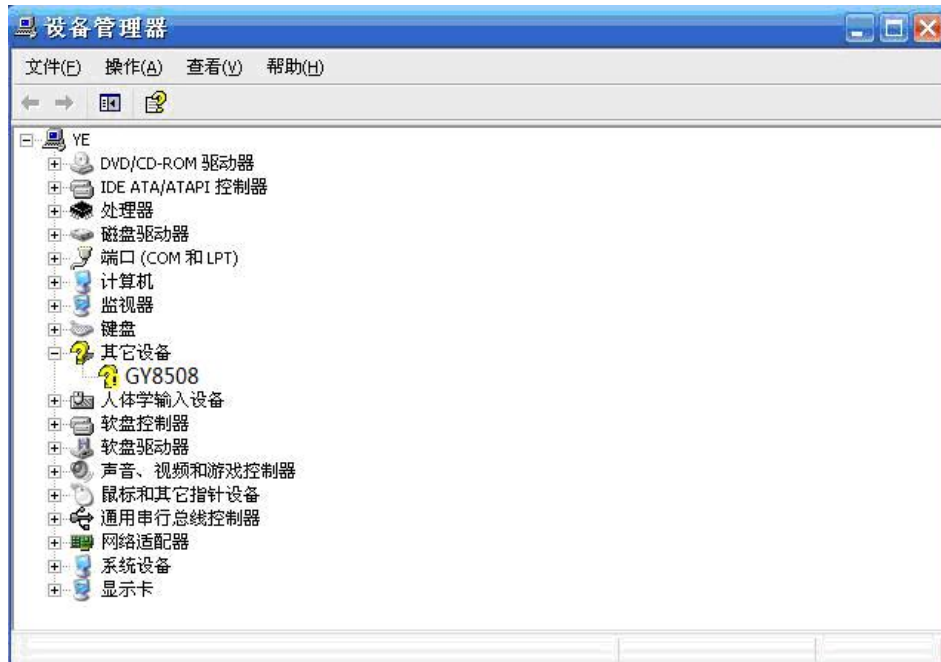 设备管理器
文件(F) 操作(A) 查看(V) 帮助(H)
YE
DVD/CD-ROM 驱动器
IDE ATA/ATAPI 控制器
处理器
磁盘驱动器
端口 (COM 和 LPT)
计算机
监视器
键盘
其它设备
GY8508
人体学输入设备
软盘控制器
软盘驱动器
声音、视频和游戏控制器
鼠标和其它指针设备
通用串行总线控制器
网络适配器
系统设备
显示卡